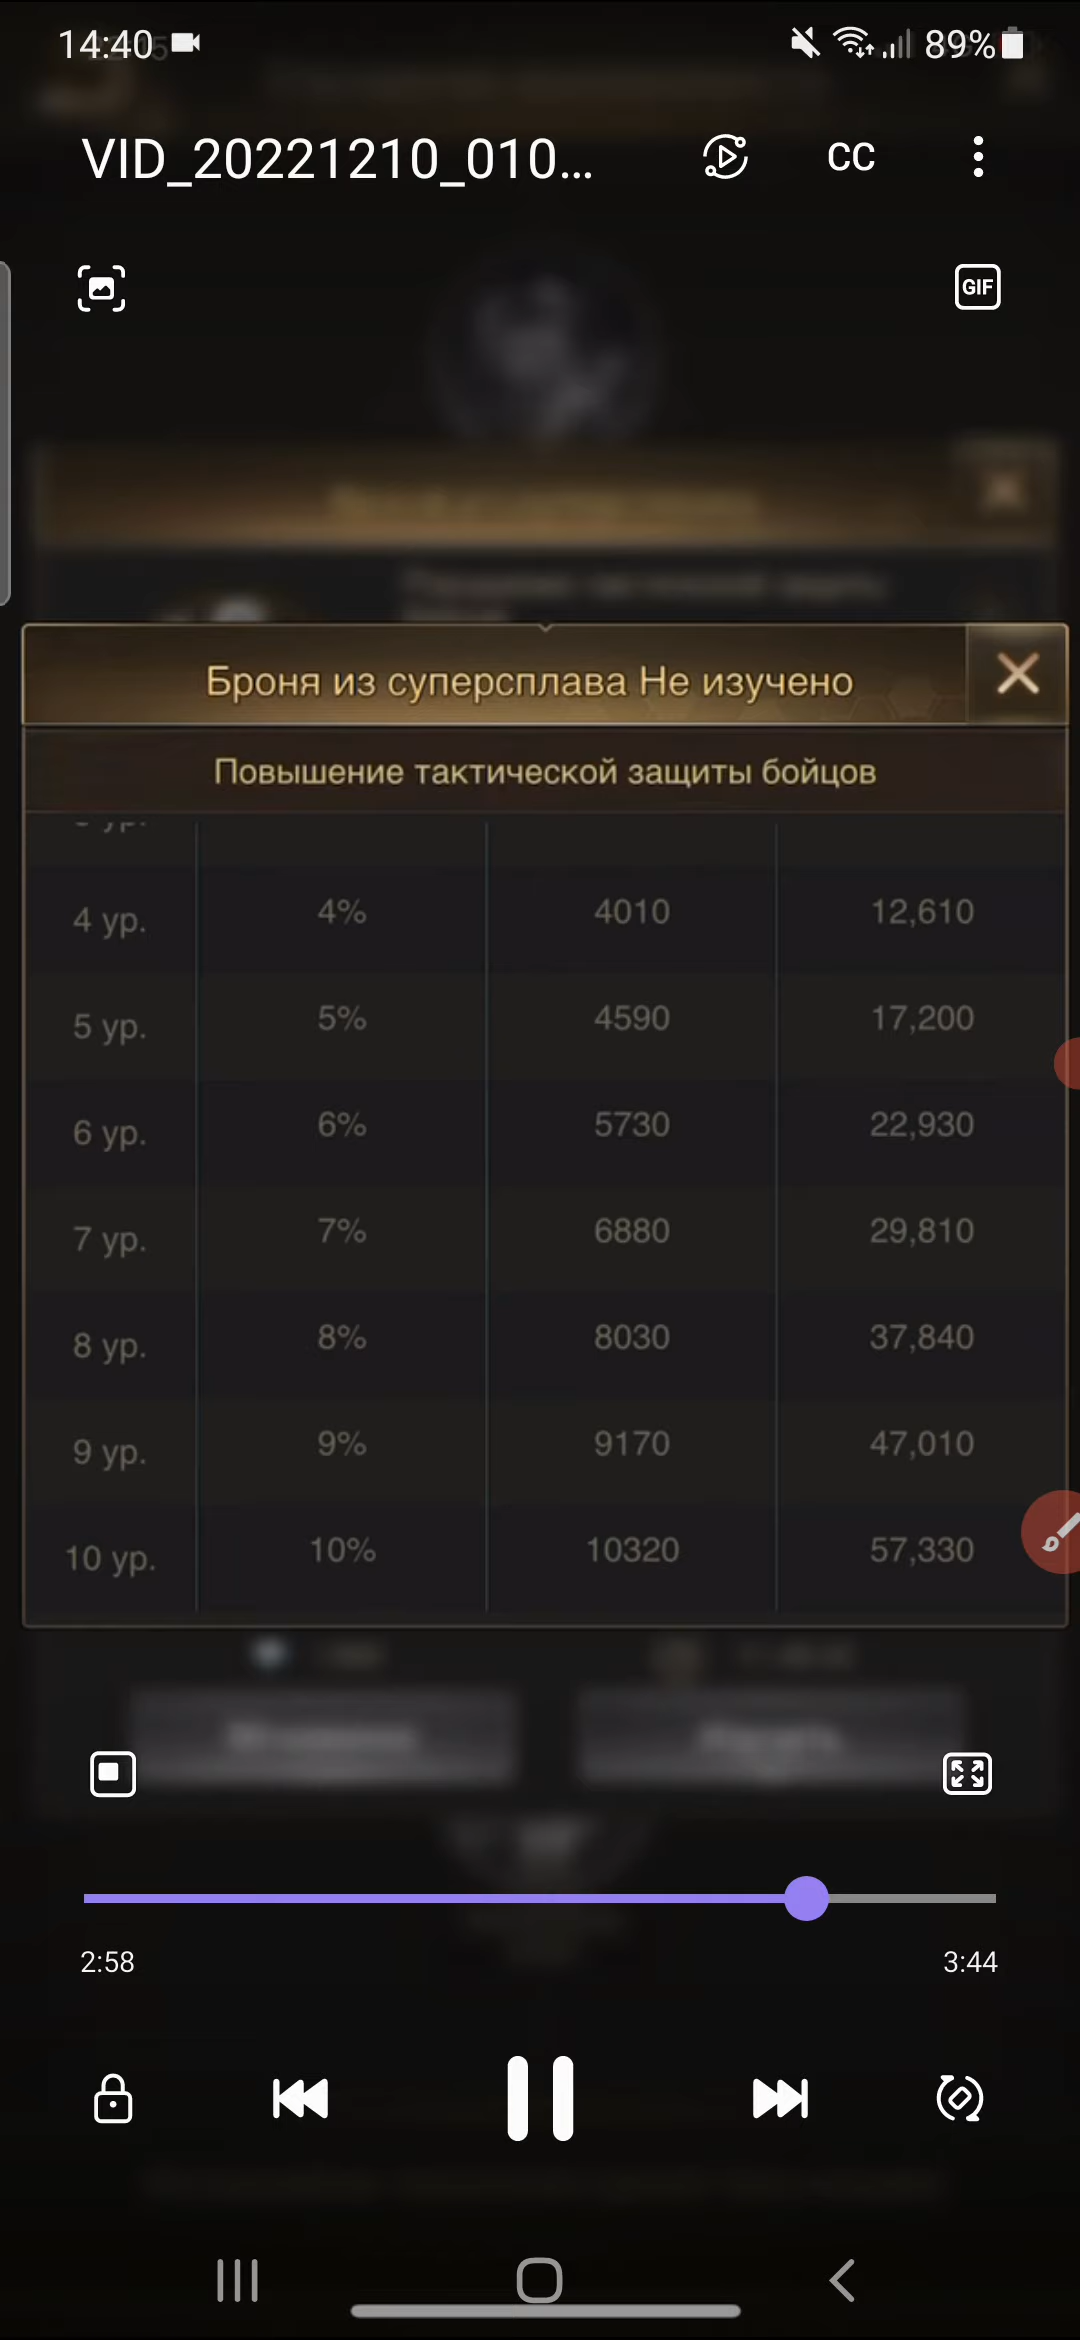 14:40 89%
VID_20221210_010... CC
GIF
Броня из суперсплава Не изучено
Повышение тактической защиты бойцов
4 ур. 4% 4010 12,610
5 ур. 5% 4590 17,200
6 ур. 6% 5730 22,930
7 ур. 7% 6880 29,810
8 ур. 8% 8030 37,840
9 ур. 9% 9170 47,010
10 ур. 10% 10320 57,330
2:58 3:44